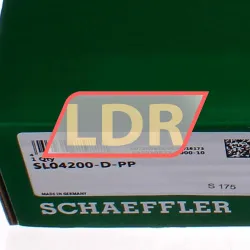 LDR
1 Qty
SL04200-D-PP
MADE IN GERMANY
S 175
SCHAEFFLER